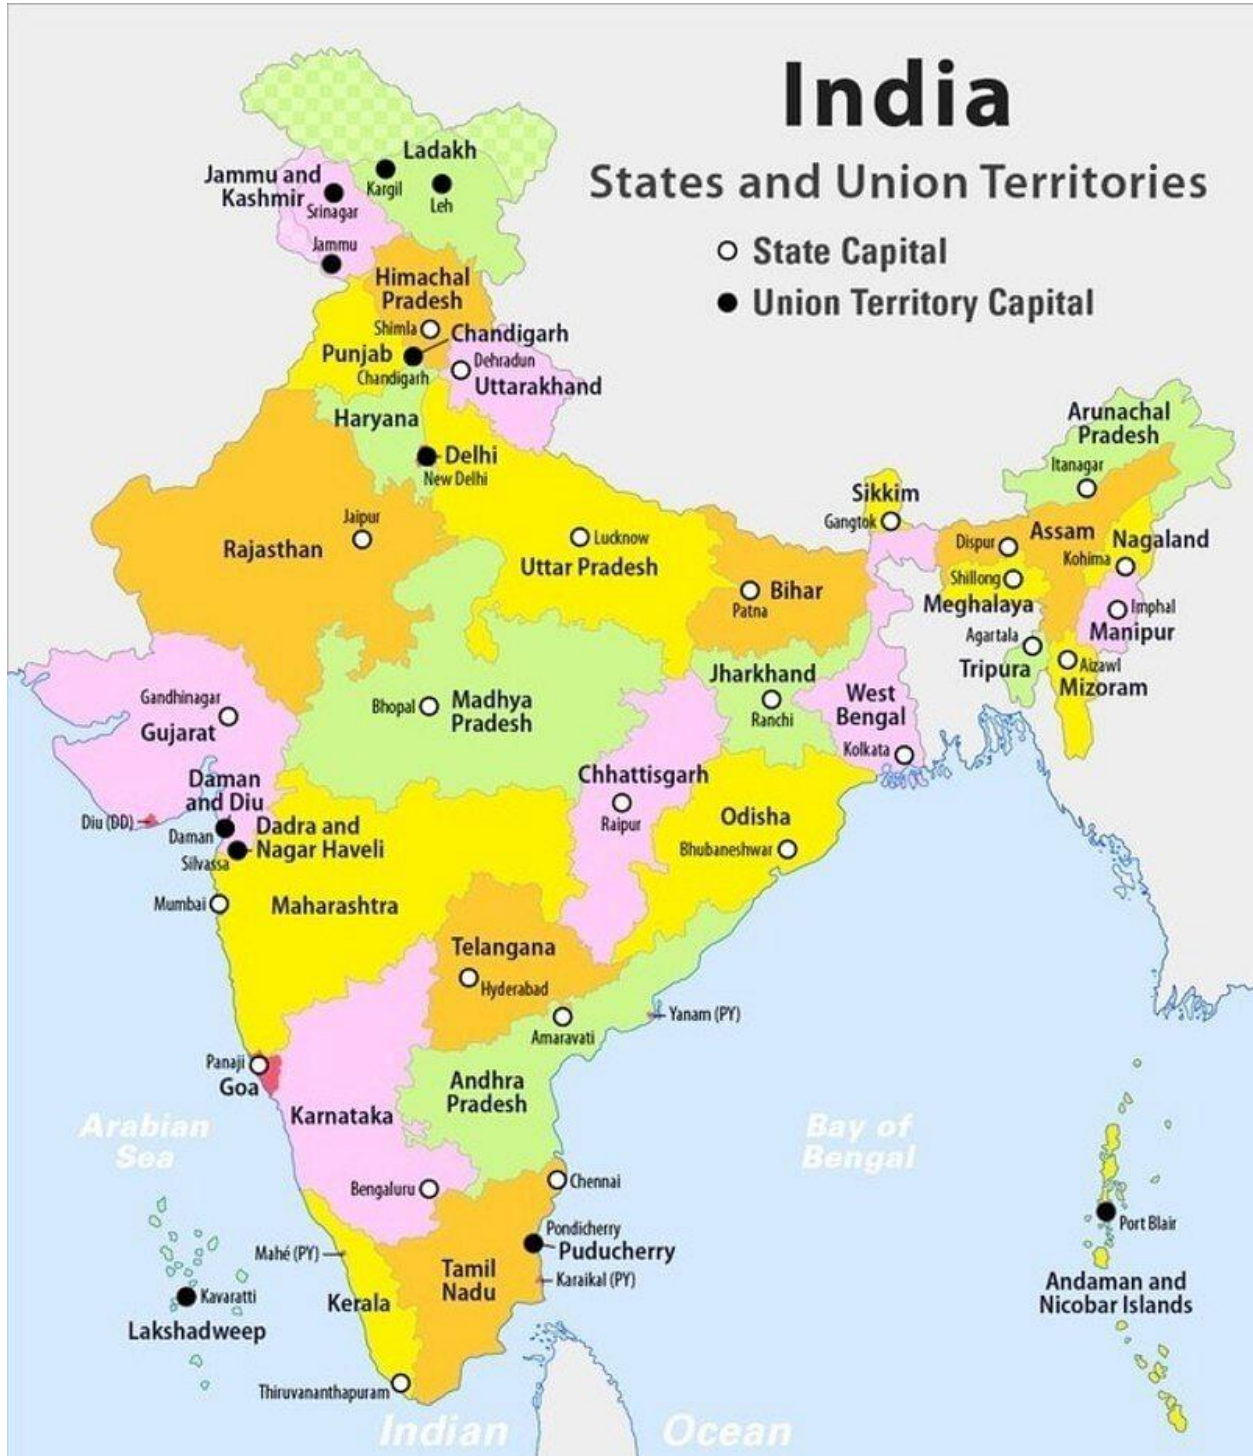 India
States and Union Territories
State Capital
Union Territory Capital
Ladakh
Kargil
Leh
Jammu and
Kashmir
Srinagar
Jammu
Himachal
Pradesh
Shimla
Chandigarh
Punjab
Chandigarh
Dehradun
Uttarakhand
Haryana
Delhi
New Delhi
Arunachal
Pradesh
Itanagar
Sikkim
Gangtok
Dispur
Assam
Nagaland
Kohima
Shillong
Meghalaya
Imphal
Manipur
Agartala
Tripura
Aizawl
Mizoram
Jaipur
Rajasthan
Lucknow
Uttar Pradesh
Bihar
Patna
Jharkhand
Ranchi
West
Bengal
Kolkata
Gandhinagar
Gujarat
Bhopal
Madhya
Pradesh
Chhattisgarh
Raipur
Odisha
Bhubaneshwar
Daman
and Diu
Diu (DD)
Daman
Dadra and
Nagar Haveli
Silvassa
Mumbai
Maharashtra
Telangana
Hyderabad
Yanam (PY)
Amaravati
Panaji
Goa
Andhra
Pradesh
Karnataka
Arabian
Sea
Bay of
Bengal
Bengaluru
Chennai
Pondicherry
Puducherry
Mahé (PY)
Karaikal (PY)
Tamil
Nadu
Kerala
Kavaratti
Lakshadweep
Port Blair
Andaman and
Nicobar Islands
Thiruvananthapuram
Indian Ocean